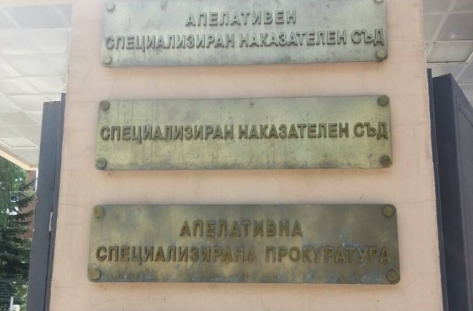 АПЕЛАТИВЕН
СПЕЦИАЛИЗИРАН НАКАЗАТЕЛЕН СЪД
СПЕЦИАЛИЗИРАН НАКАЗАТЕЛЕН СЪД
АПЕЛАТИВНА
СПЕЦИАЛИЗИРАНА ПРОКУРАТУРА